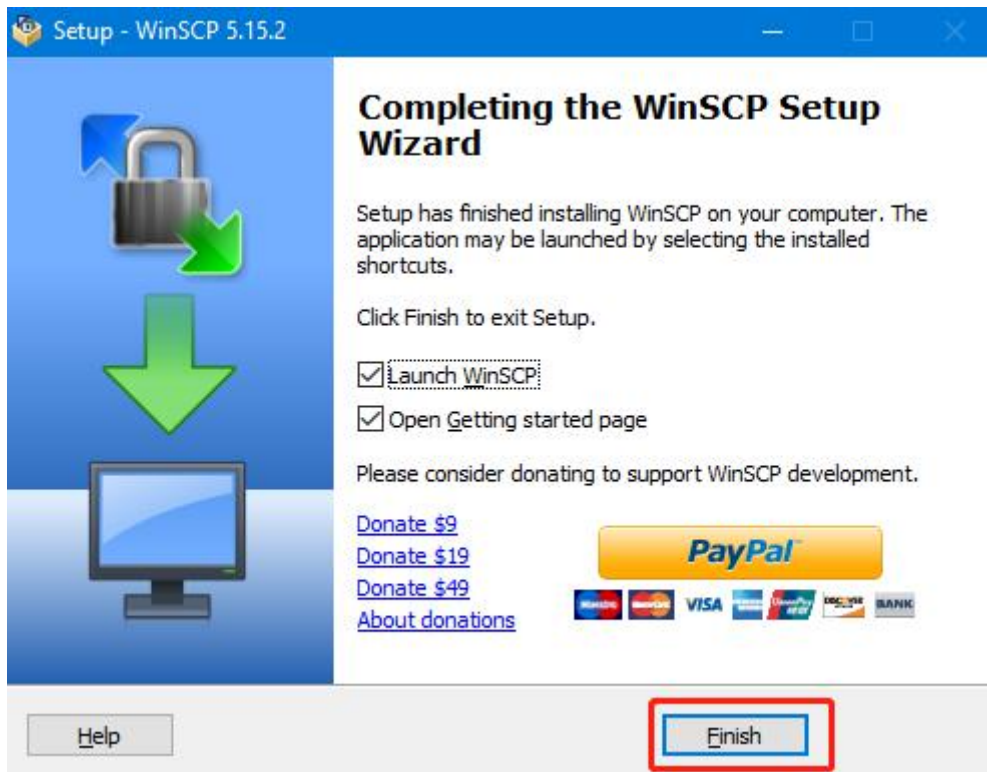 Setup - WinSCP 5.15.2
Completing the WinSCP Setup
Wizard
Setup has finished installing WinSCP on your computer. The
application may be launched by selecting the installed
shortcuts.
Click Finish to exit Setup.
Launch WinSCP
Open Getting started page
Please consider donating to support WinSCP development.
Donate $9
Donate $19
Donate $49
About donations
PayPal
VISA
BANK
Help
Finish